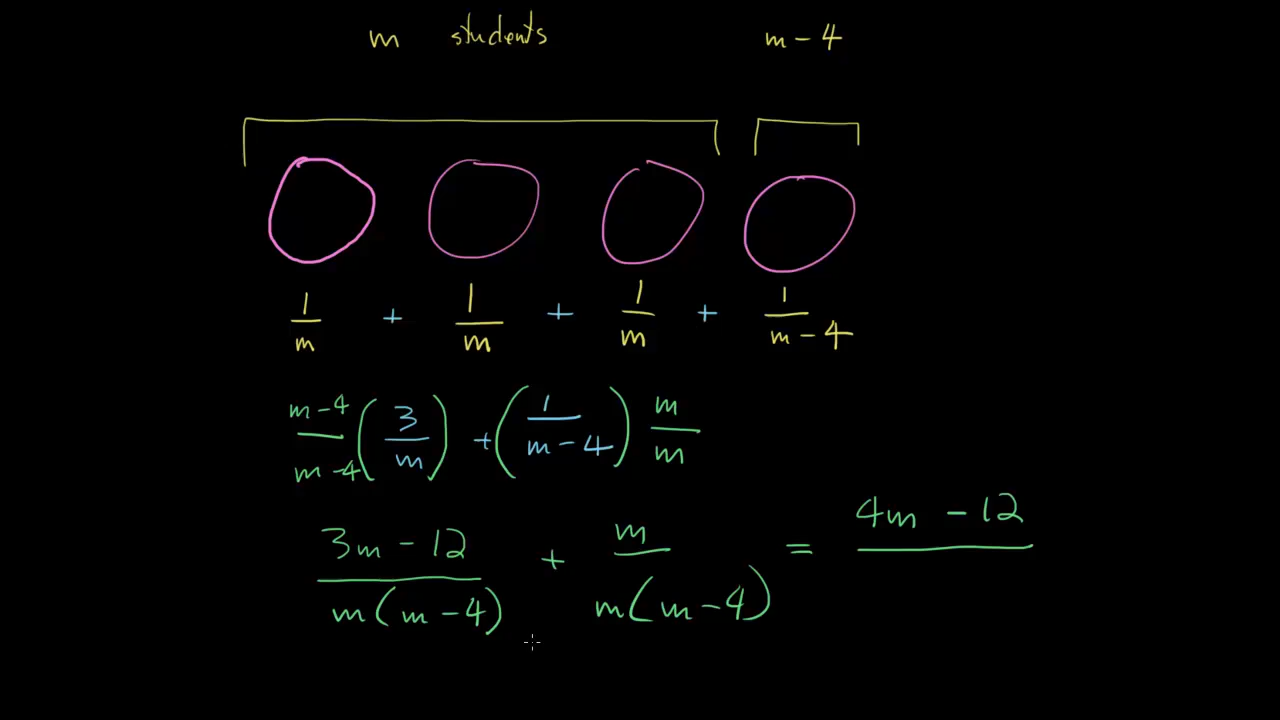 m students m - 4
1/m + 1/m + 1/m + 1/(m - 4)
(m - 4)/(m - 4) (3/m) + (1/(m - 4)) m/m
(3m - 12)/(m(m - 4)) + m/(m(m - 4)) = 4m - 12